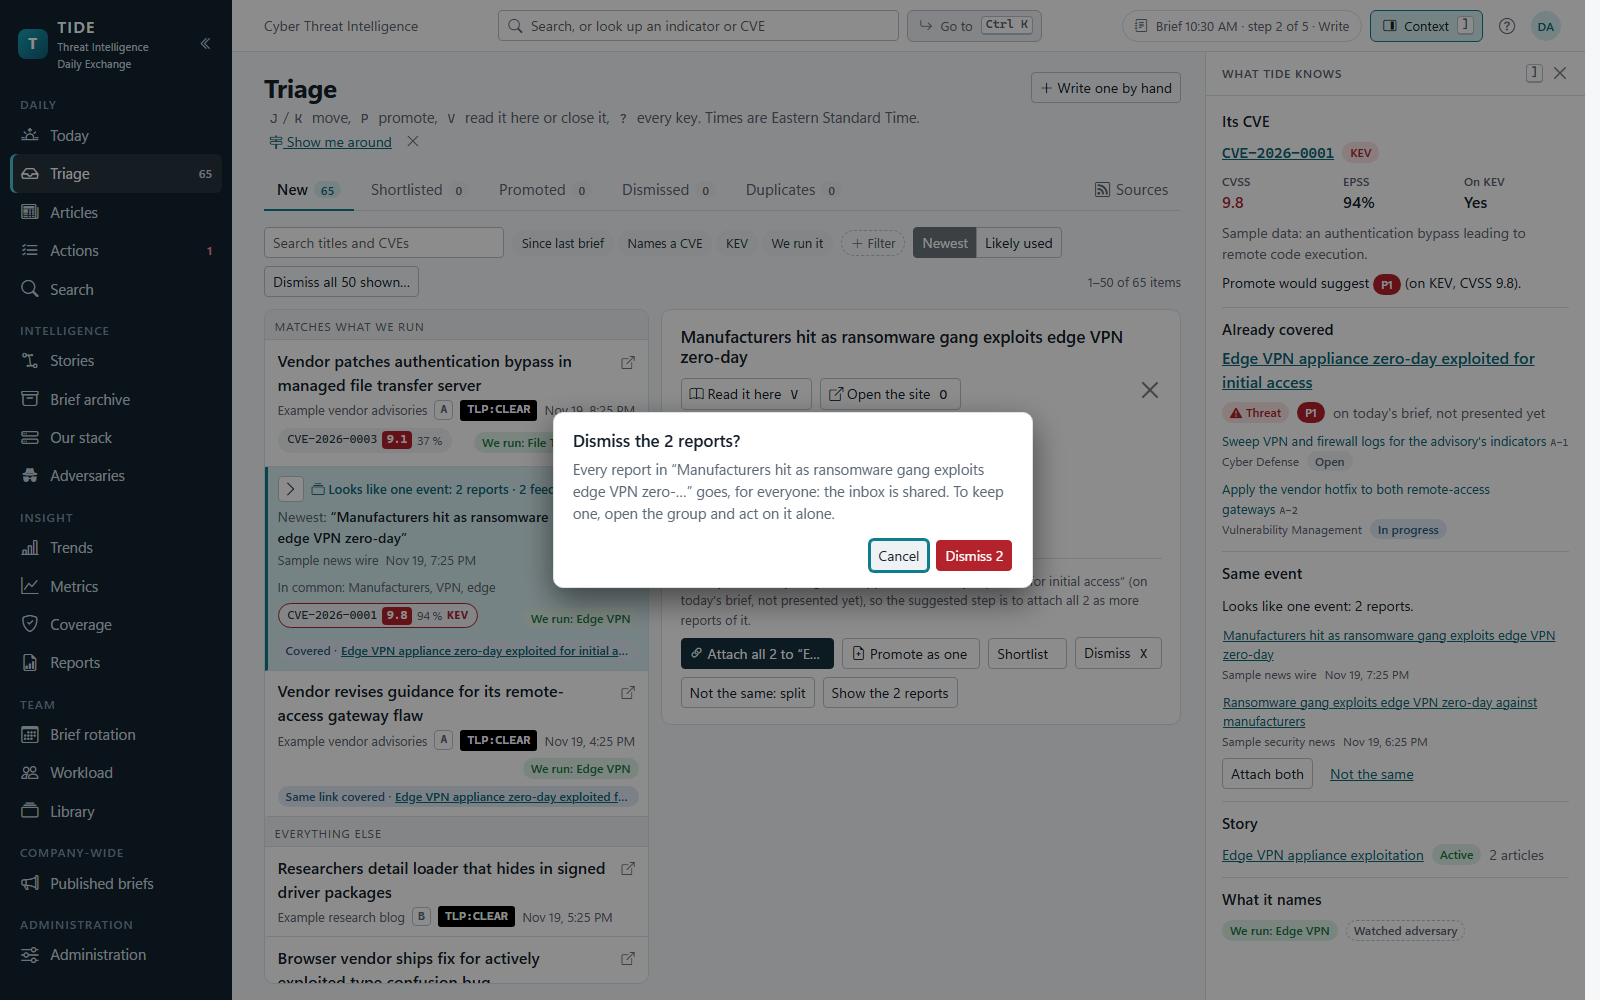 TIDE
Threat Intelligence
Daily Exchange
DAILY
Today
Triage 65
Articles
Actions 1
Search
INTELLIGENCE
Stories
Brief archive
Our stack
Adversaries
INSIGHT
Trends
Metrics
Coverage
Reports
TEAM
Brief rotation
Workload
Library
COMPANY-WIDE
Published briefs
ADMINISTRATION
Administration
Cyber Threat Intelligence
Search, or look up an indicator or CVE
Go to Ctrl K
Brief 10:30 AM · step 2 of 5 · Write
Context ]
DA
Triage
Write one by hand
J / K move, P promote, V read it here or close it, ? every key. Times are Eastern Standard Time.
Show me around
New 65
Shortlisted 0
Promoted 0
Dismissed 0
Duplicates 0
Sources
Search titles and CVEs
Since last brief
Names a CVE
KEV
We run it
+ Filter
Newest
Likely used
Dismiss all 50 shown...
1–50 of 65 items
MATCHES WHAT WE RUN
Vendor patches authentication bypass in
managed file transfer server
Example vendor advisories A TLP:CLEAR Nov 19, 8:25 PM
CVE-2026-0003 9.1 37 %
We run: File T
Looks like one event: 2 reports · 2 feed
Newest: “Manufacturers hit as ransomware
edge VPN zero-day”
Sample news wire Nov 19, 7:25 PM
In common: Manufacturers, VPN, edge
CVE-2026-0001 9.8 94 % KEV
We run: Edge VPN
Covered · Edge VPN appliance zero-day exploited for initial a...
Vendor revises guidance for its remote-
access gateway flaw
Example vendor advisories A TLP:CLEAR Nov 19, 4:25 PM
We run: Edge VPN
Same link covered · Edge VPN appliance zero-day exploited f...
EVERYTHING ELSE
Researchers detail loader that hides in signed
driver packages
Example research blog B TLP:CLEAR Nov 19, 5:25 PM
Browser vendor ships fix for actively
exploited type confusion bug
Manufacturers hit as ransomware gang exploits edge VPN
zero-day
Read it here V
Open the site O
Dismiss the 2 reports?
Every report in “Manufacturers hit as ransomware gang exploits
edge VPN zero-...” goes, for everyone: the inbox is shared. To keep
one, open the group and act on it alone.
Cancel
Dismiss 2
or initial access” (on
today's brief, not presented yet), so the suggested step is to attach all 2 as more
reports of it.
Attach all 2 to “E...
Promote as one
Shortlist
Dismiss X
Not the same: split
Show the 2 reports
WHAT TIDE KNOWS ]
Its CVE
CVE-2026-0001 KEV
CVSS EPSS On KEV
9.8 94% Yes
Sample data: an authentication bypass leading to
remote code execution.
Promote would suggest P1 (on KEV, CVSS 9.8).
Already covered
Edge VPN appliance zero-day exploited for
initial access
Threat P1 on today's brief, not presented yet
Sweep VPN and firewall logs for the advisory's indicators A-1
Cyber Defense Open
Apply the vendor hotfix to both remote-access
gateways A-2
Vulnerability Management In progress
Same event
Looks like one event: 2 reports.
Manufacturers hit as ransomware gang exploits edge VPN
zero-day
Sample news wire Nov 19, 7:25 PM
Ransomware gang exploits edge VPN zero-day against
manufacturers
Sample security news Nov 19, 6:25 PM
Attach both
Not the same
Story
Edge VPN appliance exploitation Active 2 articles
What it names
We run: Edge VPN
Watched adversary